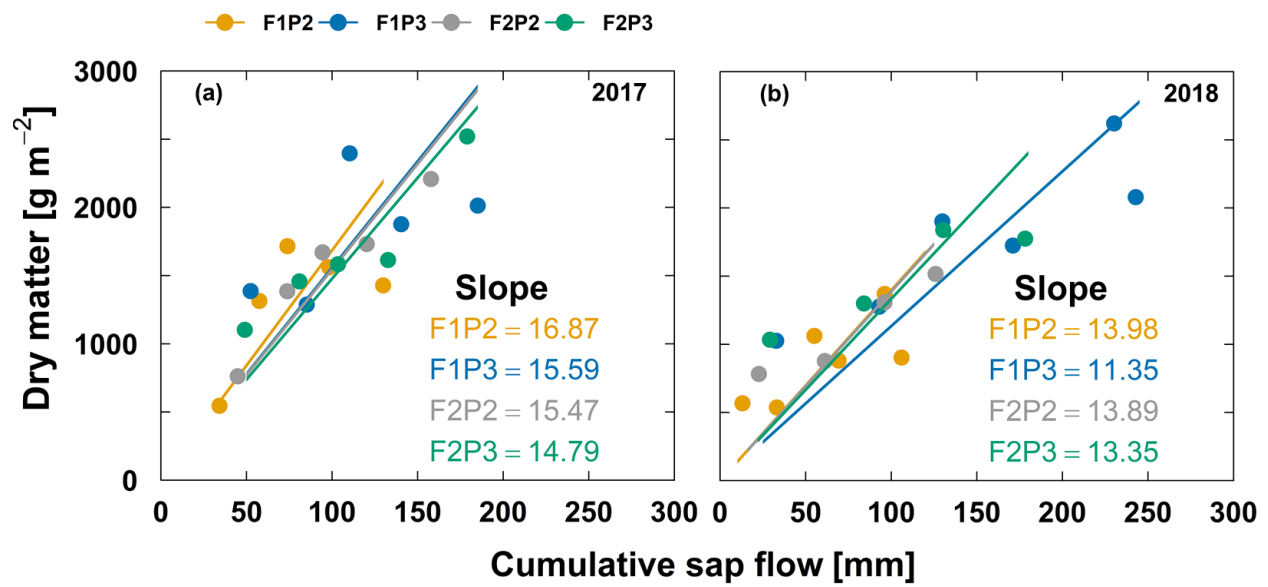 F1P2 F1P3 F2P2 F2P3
(a) 2017
(b) 2018
Dry matter [g m⁻²]
3000
2000
1000
0
Slope
F1P2 = 16.87
F1P3 = 15.59
F2P2 = 15.47
F2P3 = 14.79
Slope
F1P2 = 13.98
F1P3 = 11.35
F2P2 = 13.89
F2P3 = 13.35
0 50 100 150 200 250 300
0 50 100 150 200 250 300
Cumulative sap flow [mm]